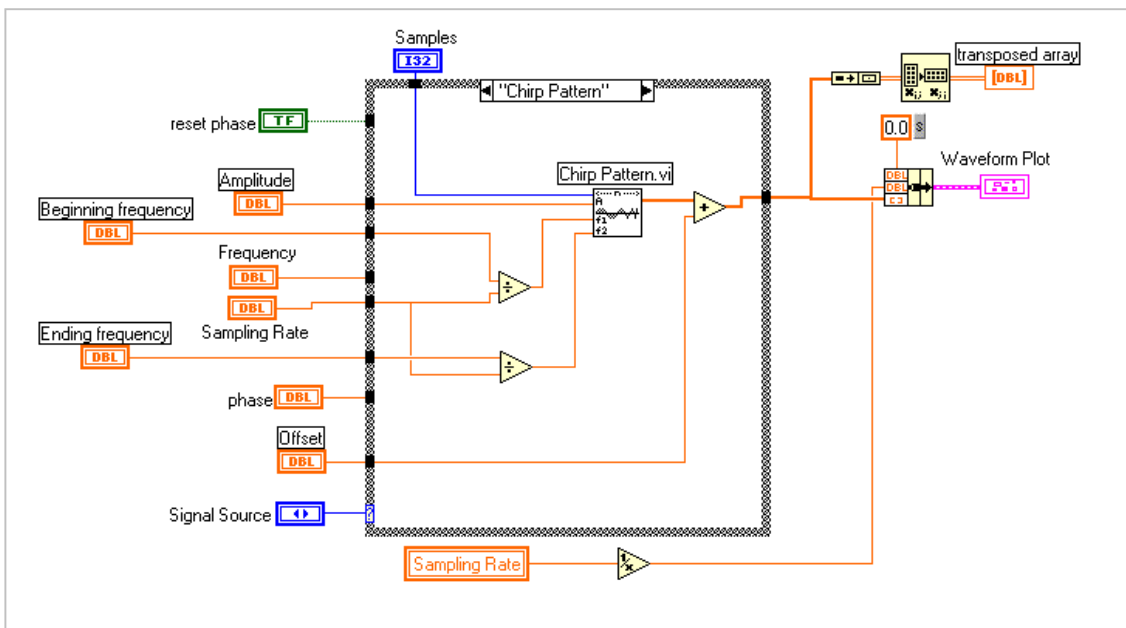 Samples
I32
"Chirp Pattern"
transposed array
[DBL]
reset phase
TF
0.0
s
Waveform Plot
Chirp Pattern.vi
A
f1
f2
Amplitude
DBL
Beginning frequency
DBL
+
DBL
DBL
Frequency
DBL
÷
DBL
Sampling Rate
Ending frequency
DBL
÷
phase
DBL
Offset
DBL
Signal Source
?
Sampling Rate
1/x